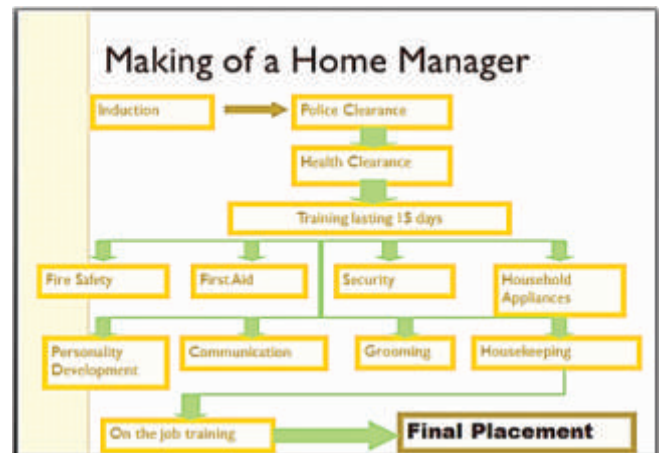 Making of a Home Manager
Induction
Police Clearance
Health Clearance
Training lasting 15 days
Fire Safety
First Aid
Security
Household
Appliances
Personality
Development
Communication
Grooming
Housekeeping
On the job training
Final Placement